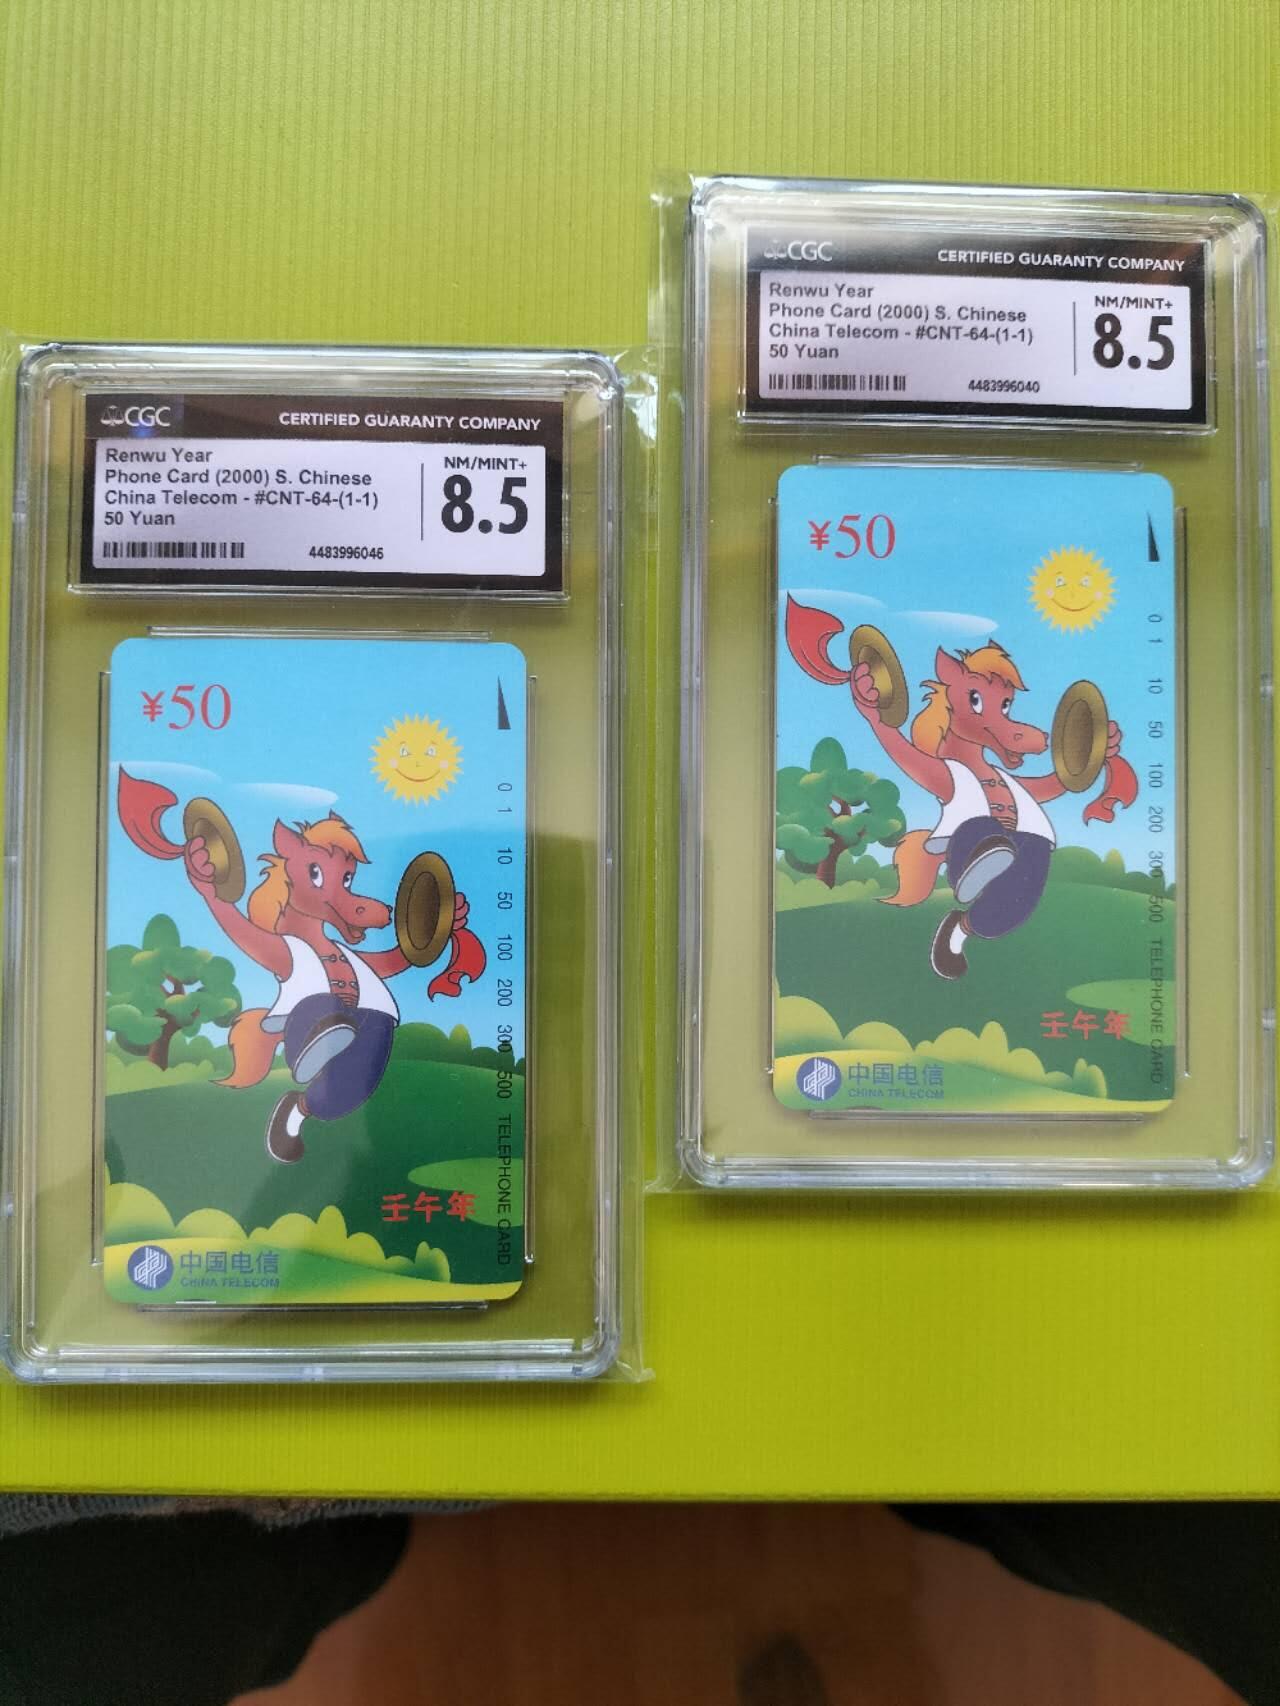 CGC
CERTIFIED GUARANTY COMPANY
Renwu Year
Phone Card (2000) S. Chinese
China Telecom - #CNT-64-(1-1)
50 Yuan
4483996046
NM/MINT+
8.5
¥50
0 1 10 50 100 200 300 500 TELEPHONE CARD
壬午年
中国电信
CHINA TELECOM
CGC
CERTIFIED GUARANTY COMPANY
Renwu Year
Phone Card (2000) S. Chinese
China Telecom - #CNT-64-(1-1)
50 Yuan
4483996040
NM/MINT+
8.5
¥50
0 1 10 50 100 200 300 500 TELEPHONE CARD
壬午年
中国电信
CHINA TELECOM